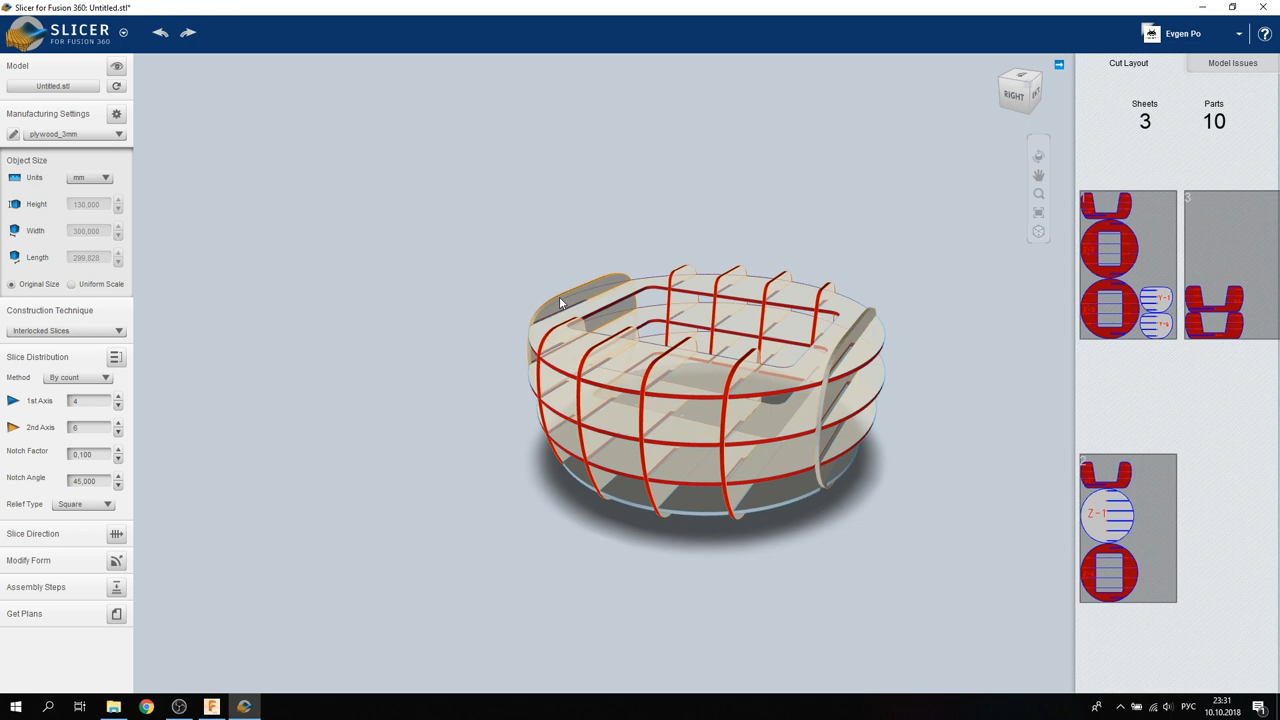 Slicer for Fusion 360: Untitled.stl*
SLICER
FOR FUSION 360
Evgen Po
Model
Untitled.stl
Manufacturing Settings
plywood_3mm
Object Size
Units
mm
Height
130,000
Width
300,000
Length
299,828
Original Size
Uniform Scale
Construction Technique
Interlocked Slices
Slice Distribution
Method
By count
1st Axis
4
2nd Axis
6
Notch Factor
0,100
Notch Angle
45,000
Relief Type
Square
Slice Direction
Modify Form
Assembly Steps
Get Plans
RIGHT
Cut Layout
Model Issues
Sheets
Parts
3
10
3
Z-1
23:31
РУС
10.10.2018